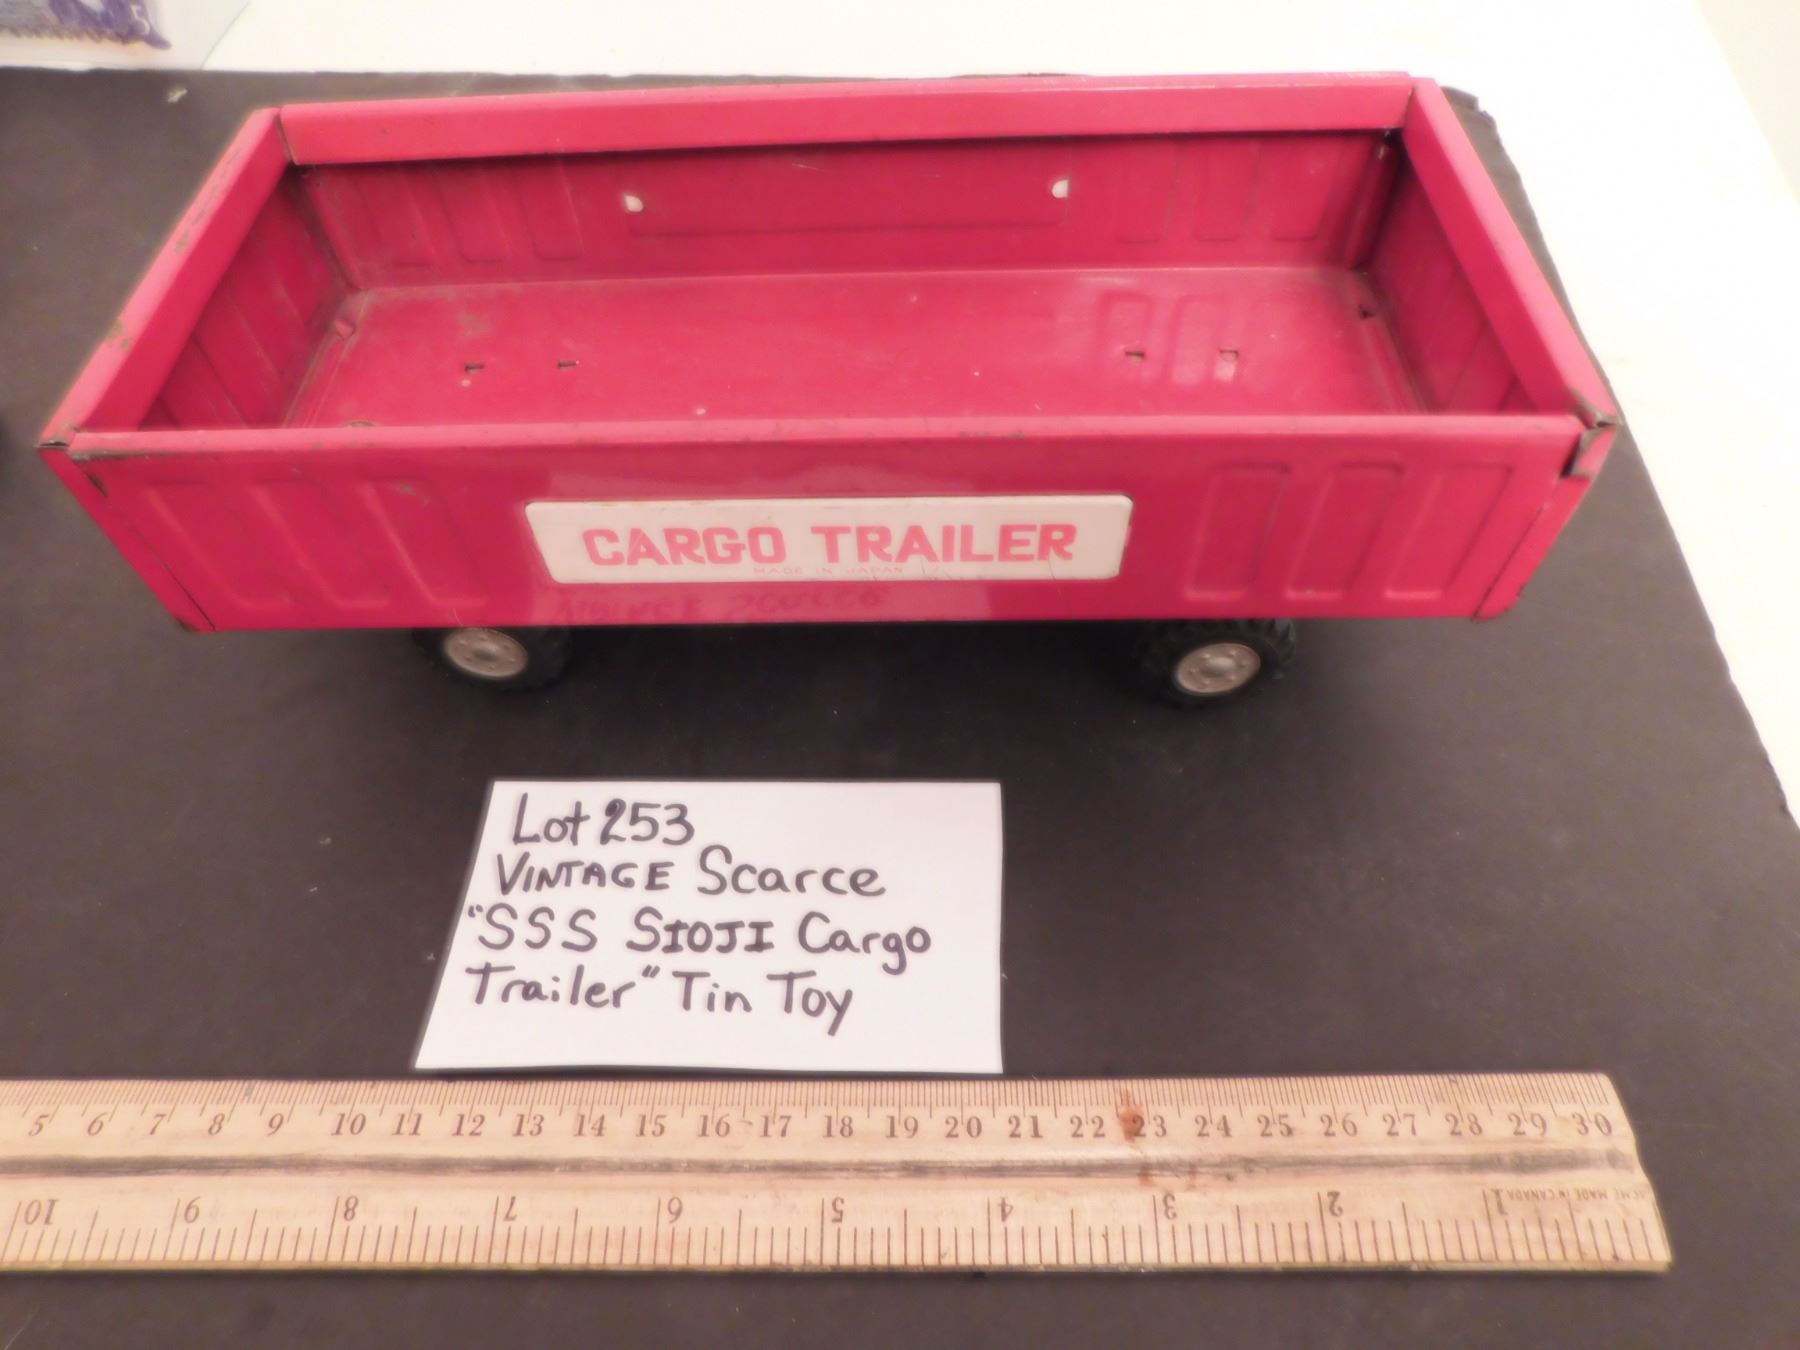 5
CARGO TRAILER
MADE IN JAPAN
Lot 253
VINTAGE Scarce
"SSS SIOJI Cargo
Trailer" Tin Toy
5 6 7 8 9 10 11 12 13 14 15 16 17 18 19 20 21 22 23 24 25 26 27 28 29 30
10 9 8 7 6 5 4 3 2 1
ACME MADE IN CANADA